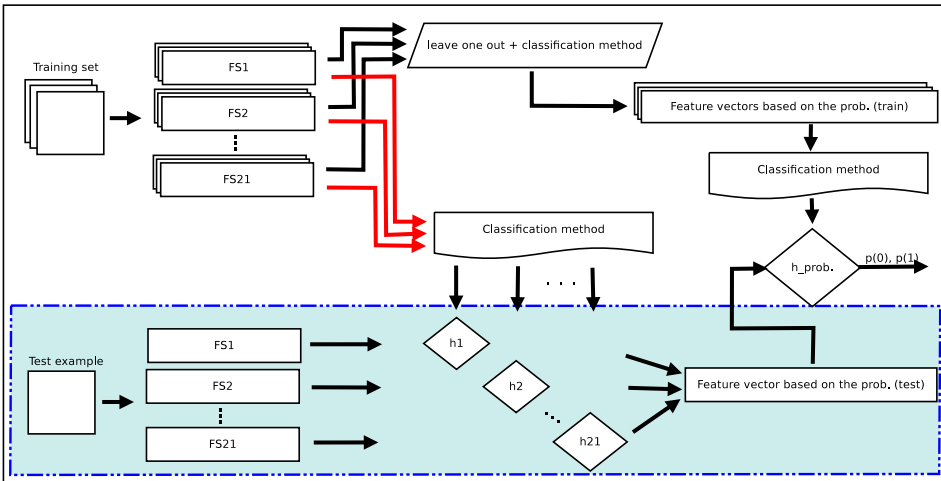 Training set
FS1
FS2
FS21
leave one out + classification method
Feature vectors based on the prob. (train)
Classification method
Classification method
h_prob.
p(0), p(1)
. . .
Test example
FS1
FS2
FS21
h1
h2
h21
Feature vector based on the prob. (test)